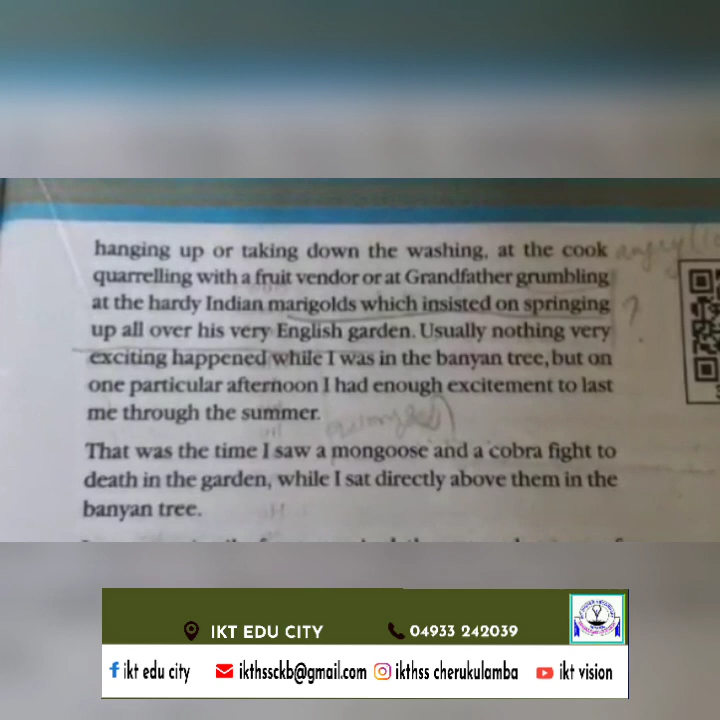 hanging up or taking down the washing, at the cook
quarrelling with a fruit vendor or at Grandfather grumbling
at the hardy Indian marigolds which insisted on springing
up all over his very English garden. Usually nothing very
exciting happened while I was in the banyan tree, but on
one particular afternoon I had enough excitement to last
me through the summer.
That was the time I saw a mongoose and a cobra fight to
death in the garden, while I sat directly above them in the
banyan tree.
IKT EDU CITY 04933 242039
ikt edu city ikthssckb@gmail.com ikthss cherukulamba ikt vision